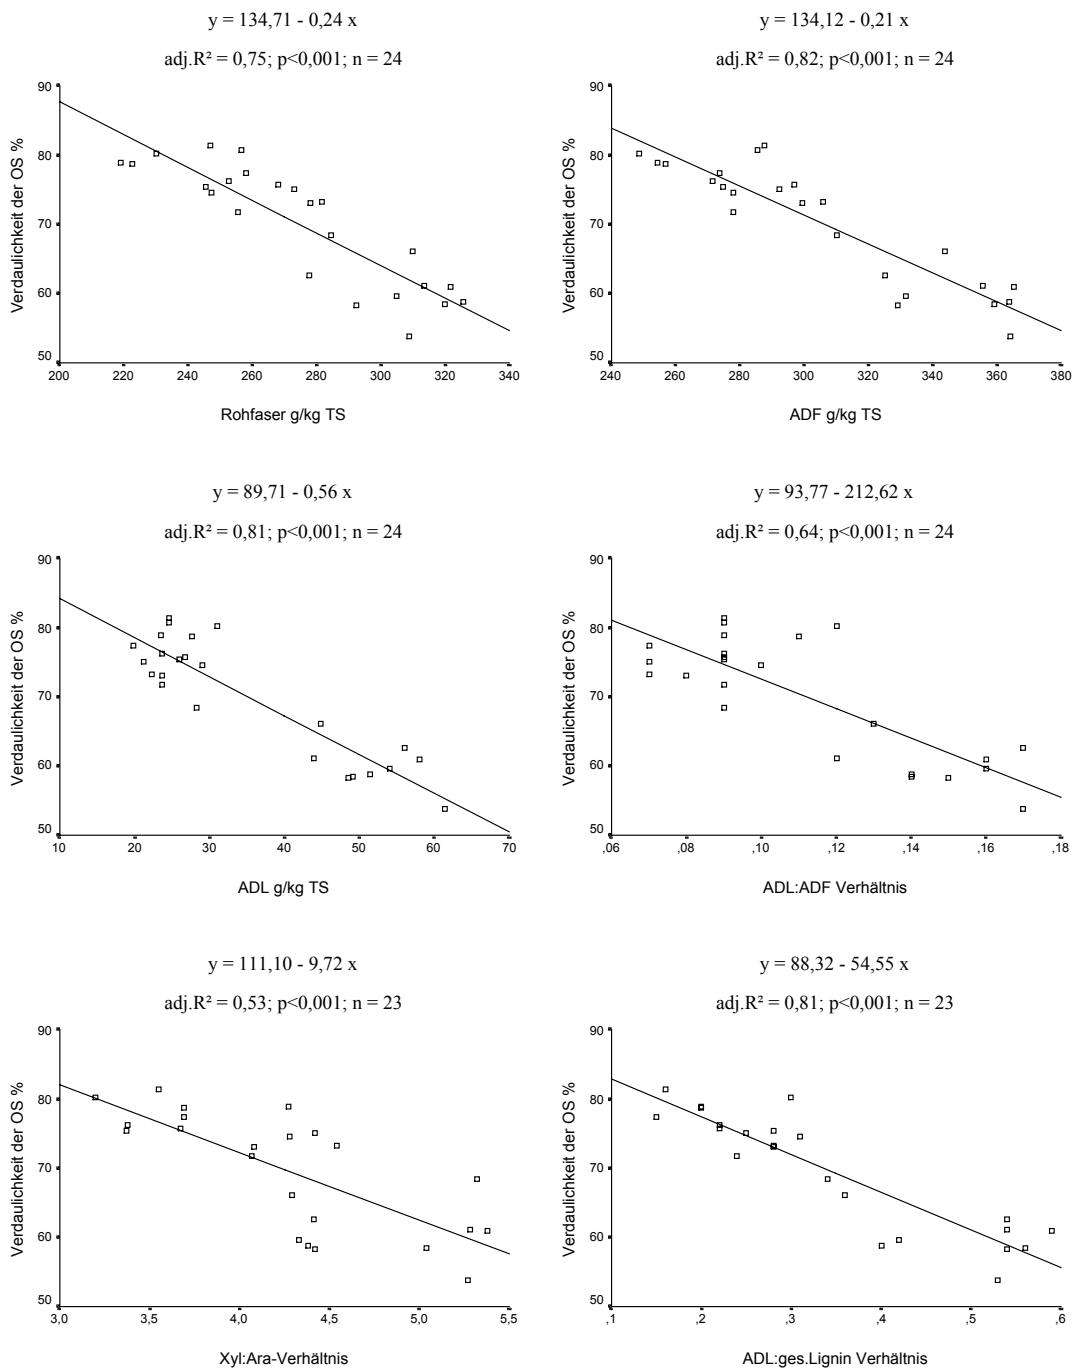 y = 134,71 - 0,24 x
adj.R² = 0,75; p<0,001; n = 24
90
80
70
60
50
Verdaulichkeit der OS %
200 220 240 260 280 300 320 340
Rohfaser g/kg TS
y = 134,12 - 0,21 x
adj.R² = 0,82; p<0,001; n = 24
90
80
70
60
50
Verdaulichkeit der OS %
240 260 280 300 320 340 360 380
ADF g/kg TS
y = 89,71 - 0,56 x
adj.R² = 0,81; p<0,001; n = 24
90
80
70
60
50
Verdaulichkeit der OS %
10 20 30 40 50 60 70
ADL g/kg TS
y = 93,77 - 212,62 x
adj.R² = 0,64; p<0,001; n = 24
90
80
70
60
50
Verdaulichkeit der OS %
,06 ,08 ,10 ,12 ,14 ,16 ,18
ADL:ADF Verhältnis
y = 111,10 - 9,72 x
adj.R² = 0,53; p<0,001; n = 23
90
80
70
60
50
Verdaulichkeit der OS %
3,0 3,5 4,0 4,5 5,0 5,5
Xyl:Ara-Verhältnis
y = 88,32 - 54,55 x
adj.R² = 0,81; p<0,001; n = 23
90
80
70
60
50
Verdaulichkeit der OS %
,1 ,2 ,3 ,4 ,5 ,6
ADL:ges.Lignin Verhältnis